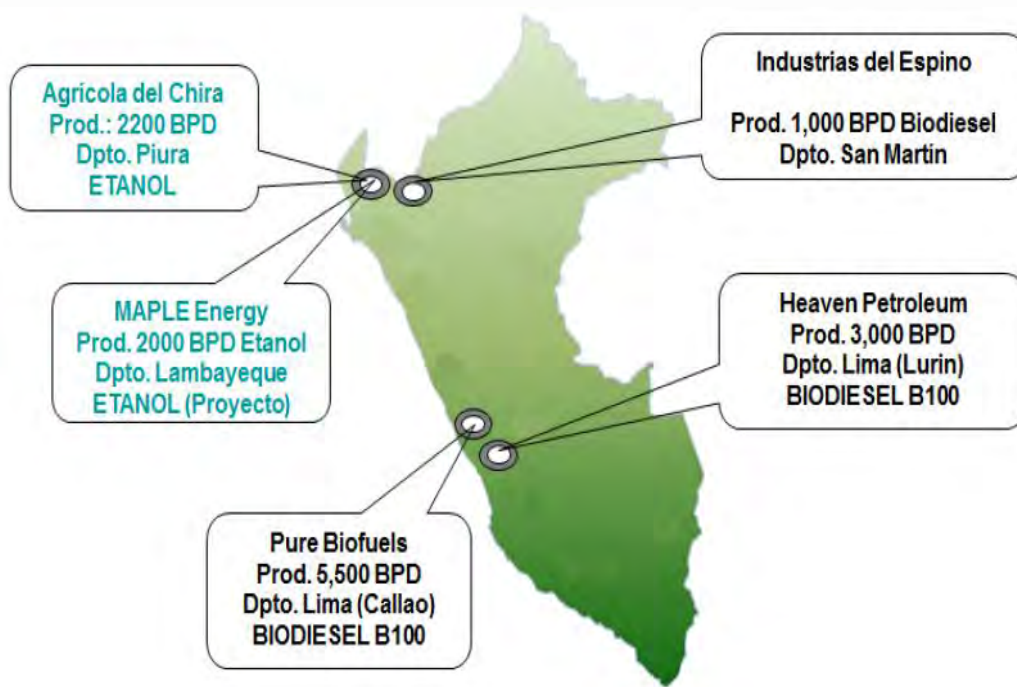 Agrícola del Chira
Prod.: 2200 BPD
Dpto. Piura
ETANOL
Industrias del Espino
Prod. 1,000 BPD Biodiesel
Dpto. San Martin
MAPLE Energy
Prod. 2000 BPD Etanol
Dpto. Lambayeque
ETANOL (Proyecto)
Heaven Petroleum
Prod. 3,000 BPD
Dpto. Lima (Lurin)
BIODIESEL B100
Pure Biofuels
Prod. 5,500 BPD
Dpto. Lima (Callao)
BIODIESEL B100